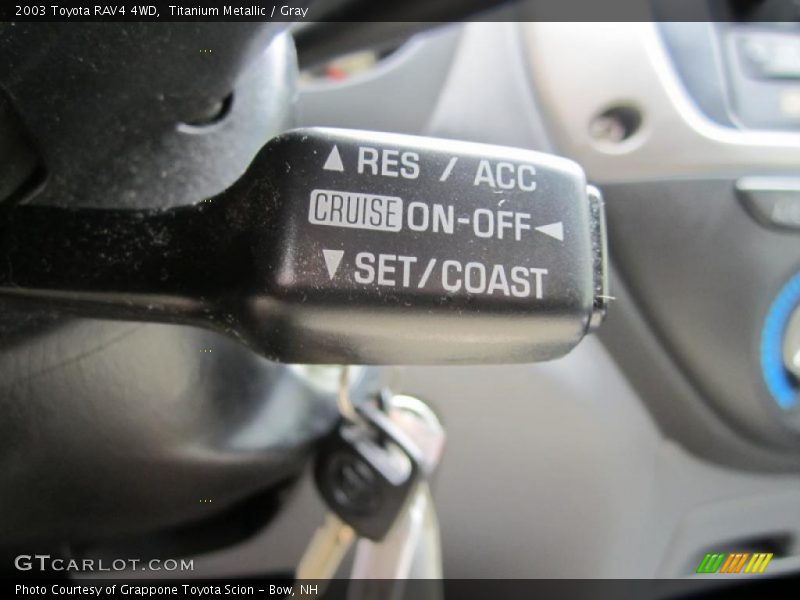 2003 Toyota RAV4 4WD, Titanium Metallic / Gray
▲ RES / ACC
CRUISE ON-OFF ◀
▼ SET/COAST
GTCARLOT.COM
Photo Courtesy of Grappone Toyota Scion - Bow, NH